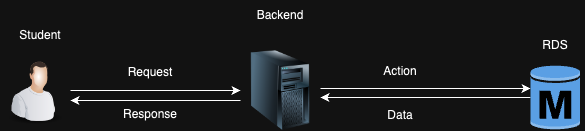 Backend
Student
RDS
Request
Action
Response
Data
M